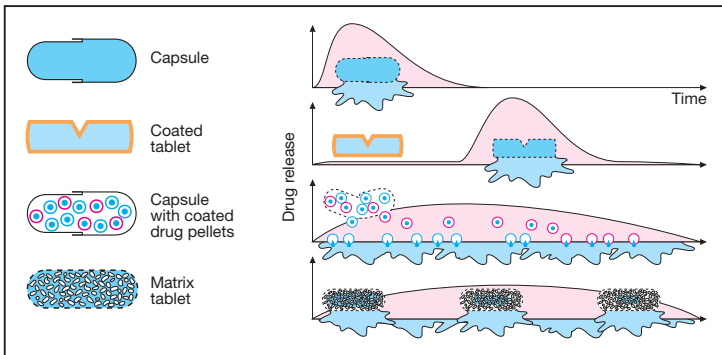 Capsule
Coated
tablet
Capsule
with coated
drug pellets
Matrix
tablet
Drug release
Time